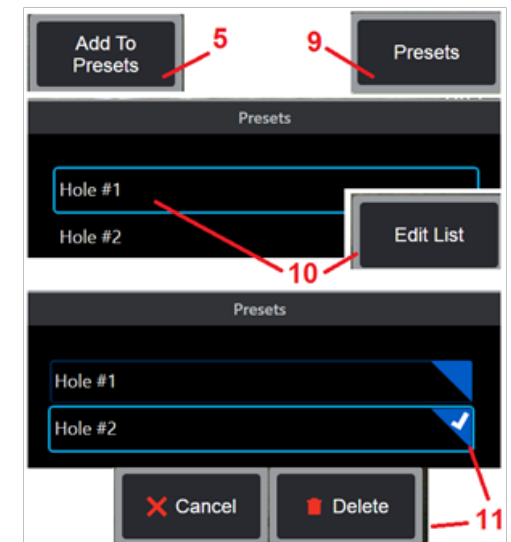 Add To
Presets
5
9
Presets
Presets
Hole #1
Hole #2
Edit List
10
Presets
Hole #1
Hole #2
Cancel
Delete
11